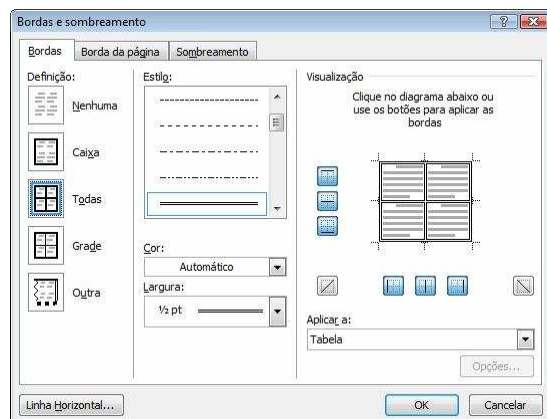 Bordas e sombreamento
Bordas
Borda da página
Sombreamento
Definição:
Nenhuma
Caixa
Todas
Grade
Outra
Estilo:
Cor:
Automático
Largura:
½ pt
Visualização
Clique no diagrama abaixo ou
use os botões para aplicar as
bordas
Aplicar a:
Tabela
Opções...
Linha Horizontal...
OK
Cancelar